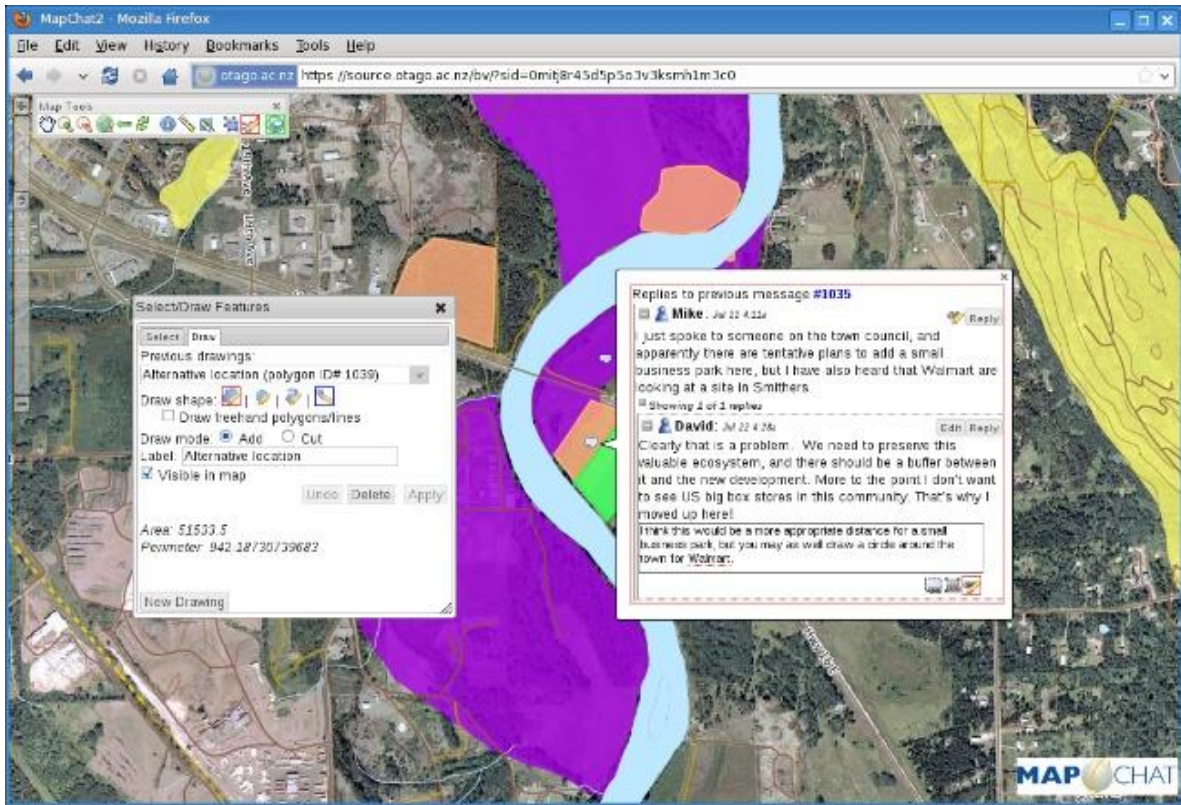 MapChat2 - Mozilla Firefox
File Edit View History Bookmarks Tools Help
otago.ac.nz https://source.otago.ac.nz/bv/?sid=0mitj8r45d5p5o3v3ksmh1m3c0
Map Tools
Select/Draw Features
Select Draw
Previous drawings:
Alternative location (polygon ID# 1039)
Draw shape:
Draw freehand polygons/lines
Draw mode: Add Cut
Label: Alternative location
Visible in map
Undo Delete Apply
Area: 51533.5
Perimeter: 942.18730739683
New Drawing
Replies to previous message #1035
Mike: Jul 22 4:11a
Reply
I just spoke to someone on the town council, and
apparently there are tentative plans to add a small
business park here, but I have also heard that Walmart are
looking at a site in Smithers.
Showing 1 of 1 replies
David: Jul 22 4:18a
Edit Reply
Clearly that is a problem. We need to preserve this
valuable ecosystem, and there should be a buffer between
it and the new development. More to the point I don't want
to see US big box stores in this community. That's why I
moved up here!
I think this would be a more appropriate distance for a small
business park, but you may as well draw a circle around the
town for Walmart.
MAP CHAT